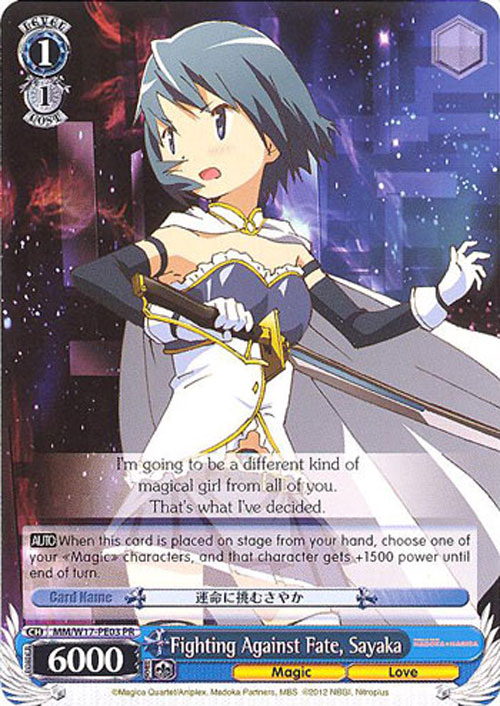 LEVEL
1
1
COST
I'm going to be a different kind of
magical girl from all of you.
That's what I've decided.
AUTO When this card is placed on stage from your hand, choose one of
your «Magic» characters, and that character gets +1500 power until
end of turn.
Card Name 運命に挑むさやか
CH MM/W17-PE03 PR
6000
Fighting Against Fate, Sayaka
Magic Love
©Magica Quartet/Aniplex, Madoka Partners, MBS ©2012 NBGI, Nitroplus